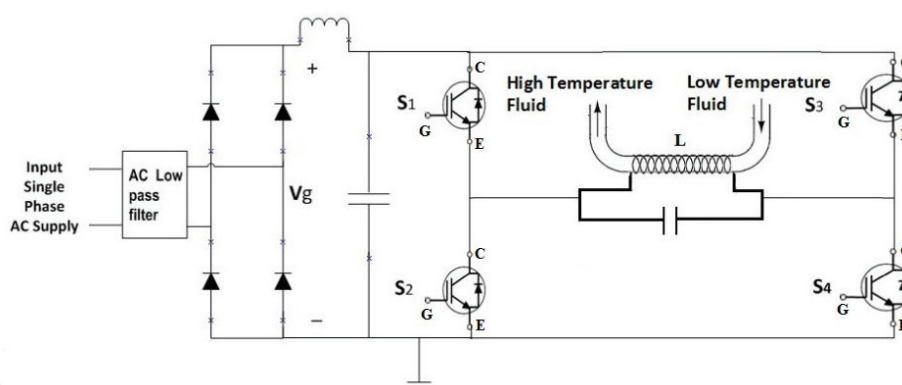 Input
Single
Phase
AC Supply
AC Low
pass
filter
+
Vg
−
S1
C
G
E
S2
C
G
E
High Temperature
Fluid
Low Temperature
Fluid
L
S3
G
S4
G